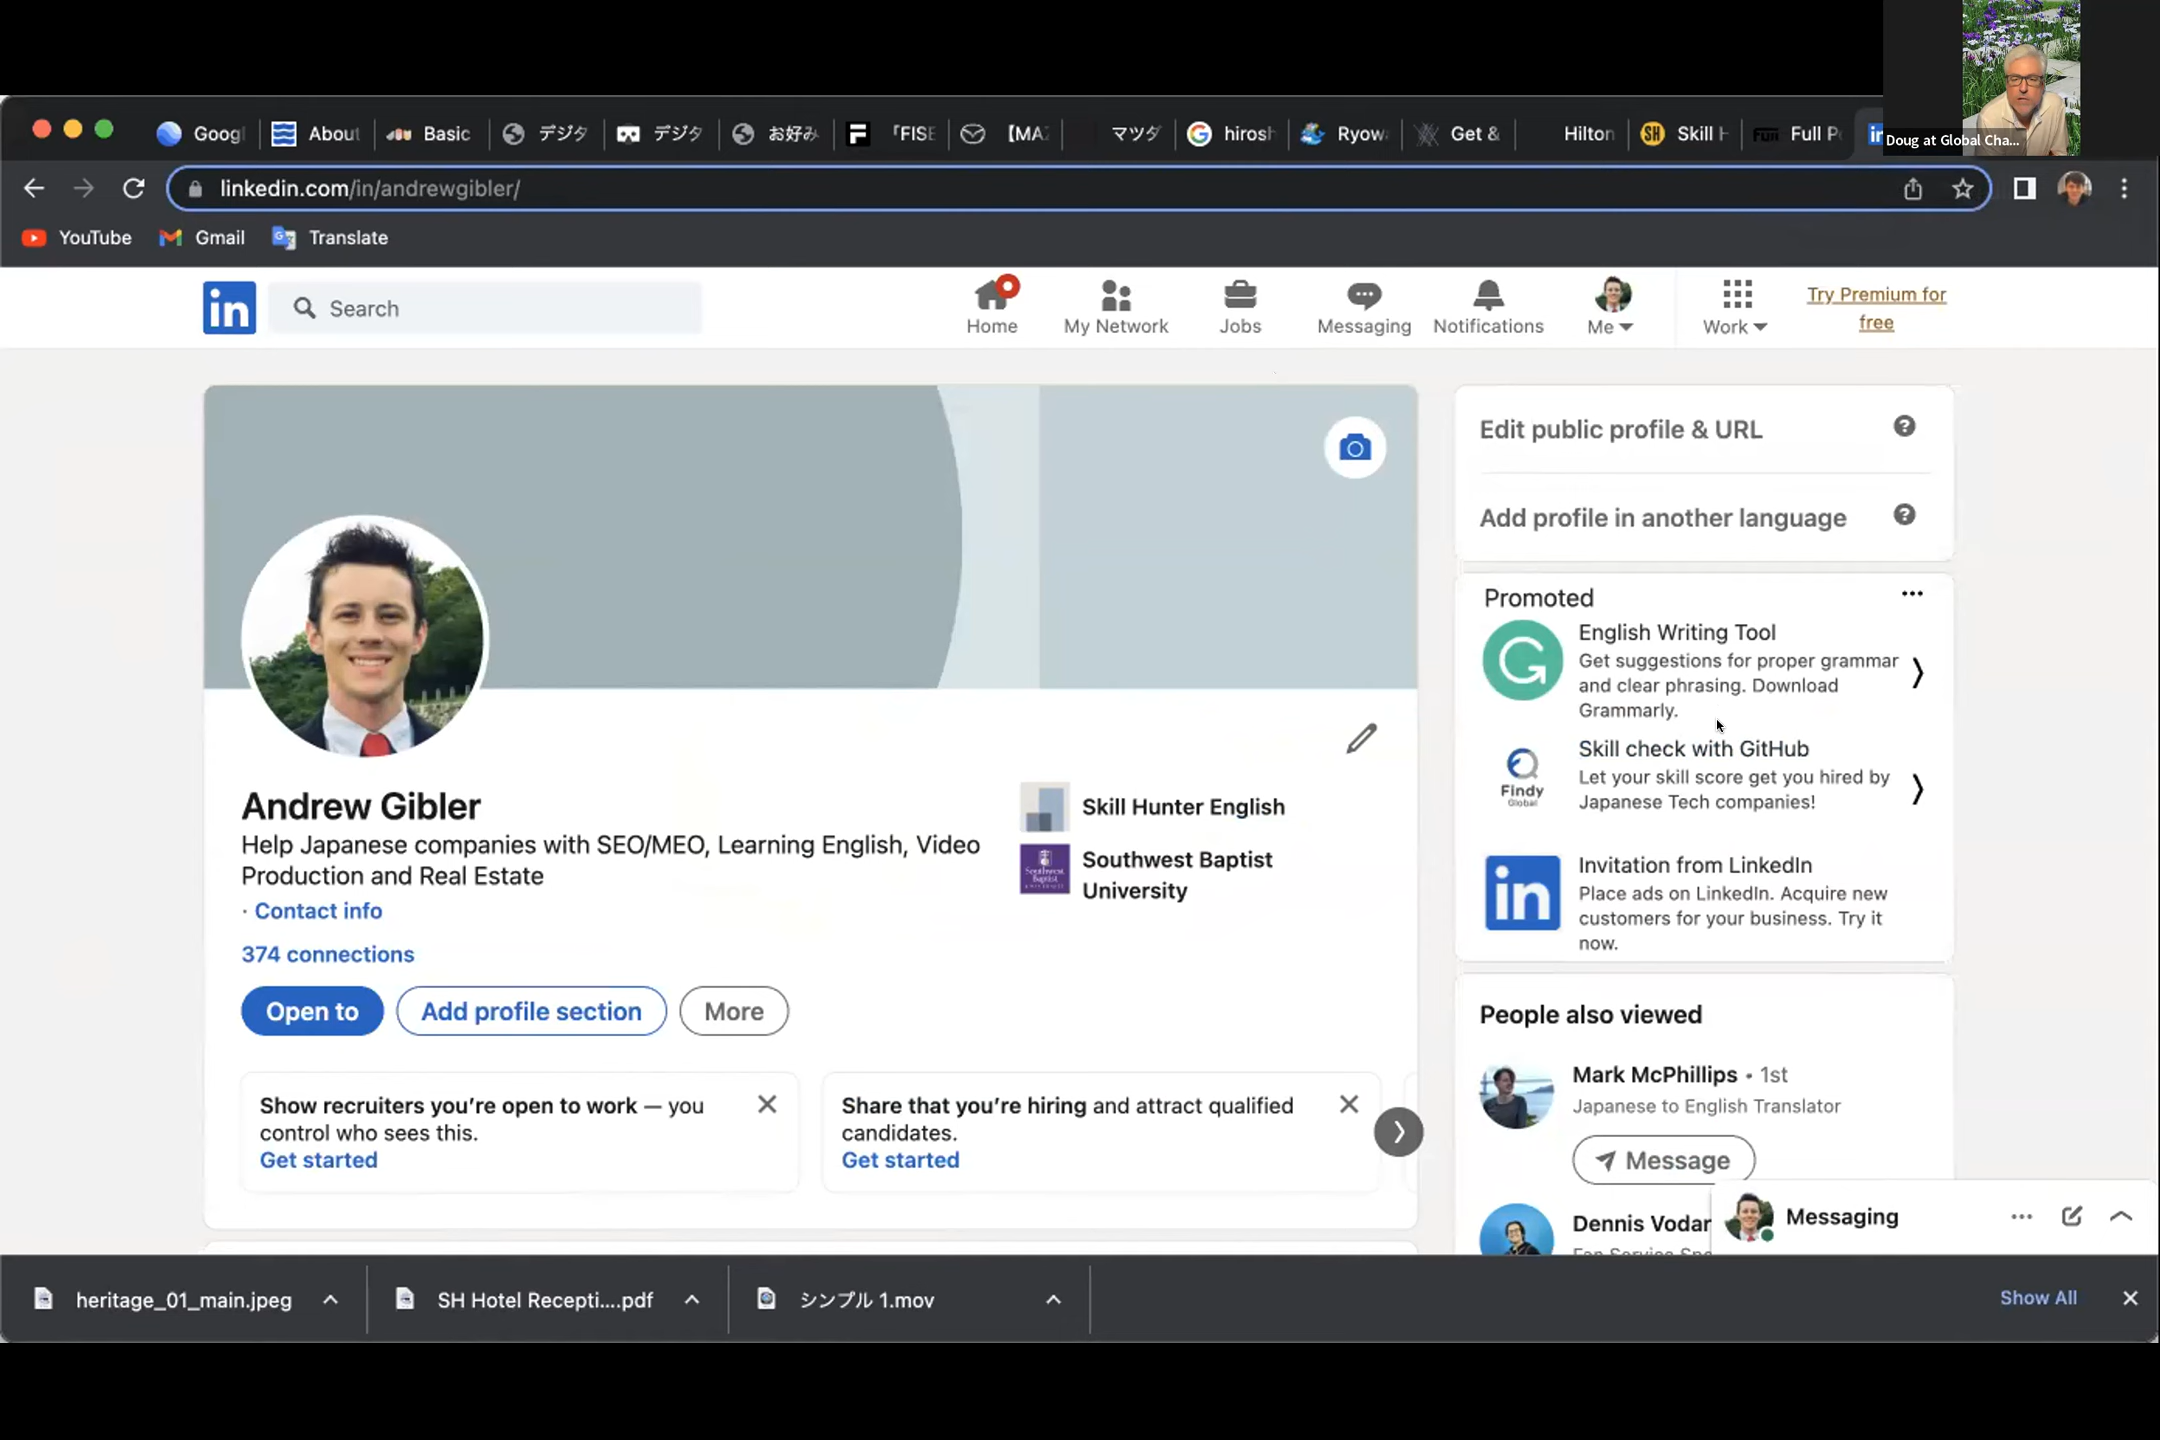 Doug at Global Cha...
Googl
About
Basic
デジタ
デジタ
お好み
「FISE
【MAZ
マツダ
hirosh
Ryow
Get &
Hilton
SH
Skill H
Full P
in
linkedin.com/in/andrewgibler/
YouTube
Gmail
Translate
in
Search
Home
My Network
Jobs
Messaging
Notifications
Me
Work
Try Premium for
free
Andrew Gibler
Help Japanese companies with SEO/MEO, Learning English, Video
Production and Real Estate
· Contact info
374 connections
Skill Hunter English
Southwest Baptist
University
Open to
Add profile section
More
Show recruiters you’re open to work — you
control who sees this.
Get started
Share that you’re hiring and attract qualified
candidates.
Get started
Edit public profile & URL
Add profile in another language
Promoted
English Writing Tool
Get suggestions for proper grammar
and clear phrasing. Download
Grammarly.
Findy
Global
Skill check with GitHub
Let your skill score get you hired by
Japanese Tech companies!
in
Invitation from LinkedIn
Place ads on LinkedIn. Acquire new
customers for your business. Try it
now.
People also viewed
Mark McPhillips • 1st
Japanese to English Translator
Message
Dennis Vodar
Messaging
heritage_01_main.jpeg
SH Hotel Recepti....pdf
シンプル 1.mov
Show All